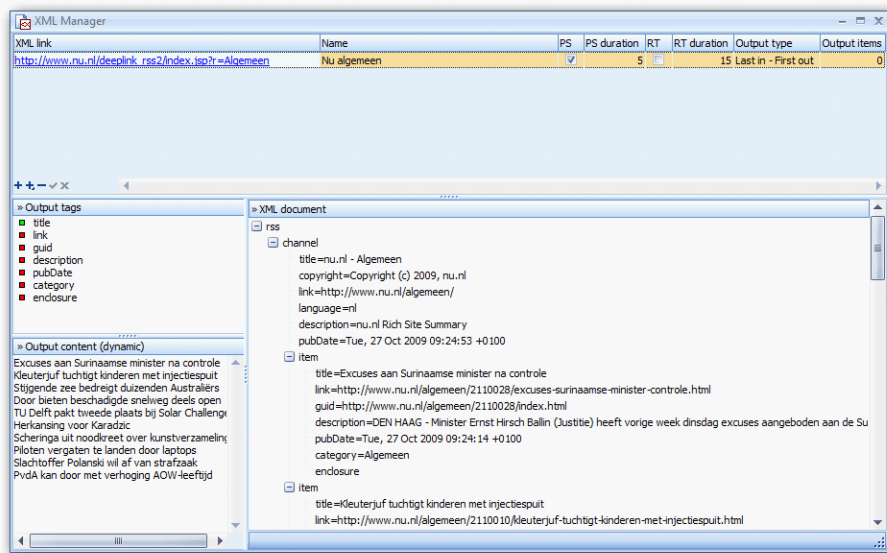 XML Manager
XML link Name PS PS duration RT RT duration Output type Output items
http://www.nu.nl/deeplink_rss2/index.jsp?r=Algemeen Nu algemeen 5 15 Last in - First out 0
» Output tags
title
link
guid
description
pubDate
category
enclosure
» Output content (dynamic)
Excuses aan Surinaamse minister na controle
Kleuterjuf tuchtigt kinderen met injectiespuit
Stijgende zee bedreigt duizenden Australiërs
Door bieten beschadigde snelweg deels open
TU Delft pakt tweede plaats bij Solar Challenge
Herkansing voor Karadzic
Scheringa uit noodkreet over kunstverzameling
Piloten vergaten te landen door laptops
Slachtoffer Polanski wil af van strafzaak
PvdA kan door met verhoging AOW-leeftijd
» XML document
rss
channel
title=nu.nl - Algemeen
copyright=Copyright (c) 2009, nu.nl
link=http://www.nu.nl/algemeen/
language=nl
description=nu.nl Rich Site Summary
pubDate=Tue, 27 Oct 2009 09:24:53 +0100
item
title=Excuses aan Surinaamse minister na controle
link=http://www.nu.nl/algemeen/2110028/excuses-surinaamse-minister-controle.html
guid=http://www.nu.nl/algemeen/2110028/index.html
description=DEN HAAG - Minister Ernst Hirsch Ballin (Justitie) heeft vorige week dinsdag excuses aangeboden aan de Su
pubDate=Tue, 27 Oct 2009 09:24:14 +0100
category=Algemeen
enclosure
item
title=Kleuterjuf tuchtigt kinderen met injectiespuit
link=http://www.nu.nl/algemeen/2110010/kleuterjuf-tuchtigt-kinderen-met-injectiespuit.html